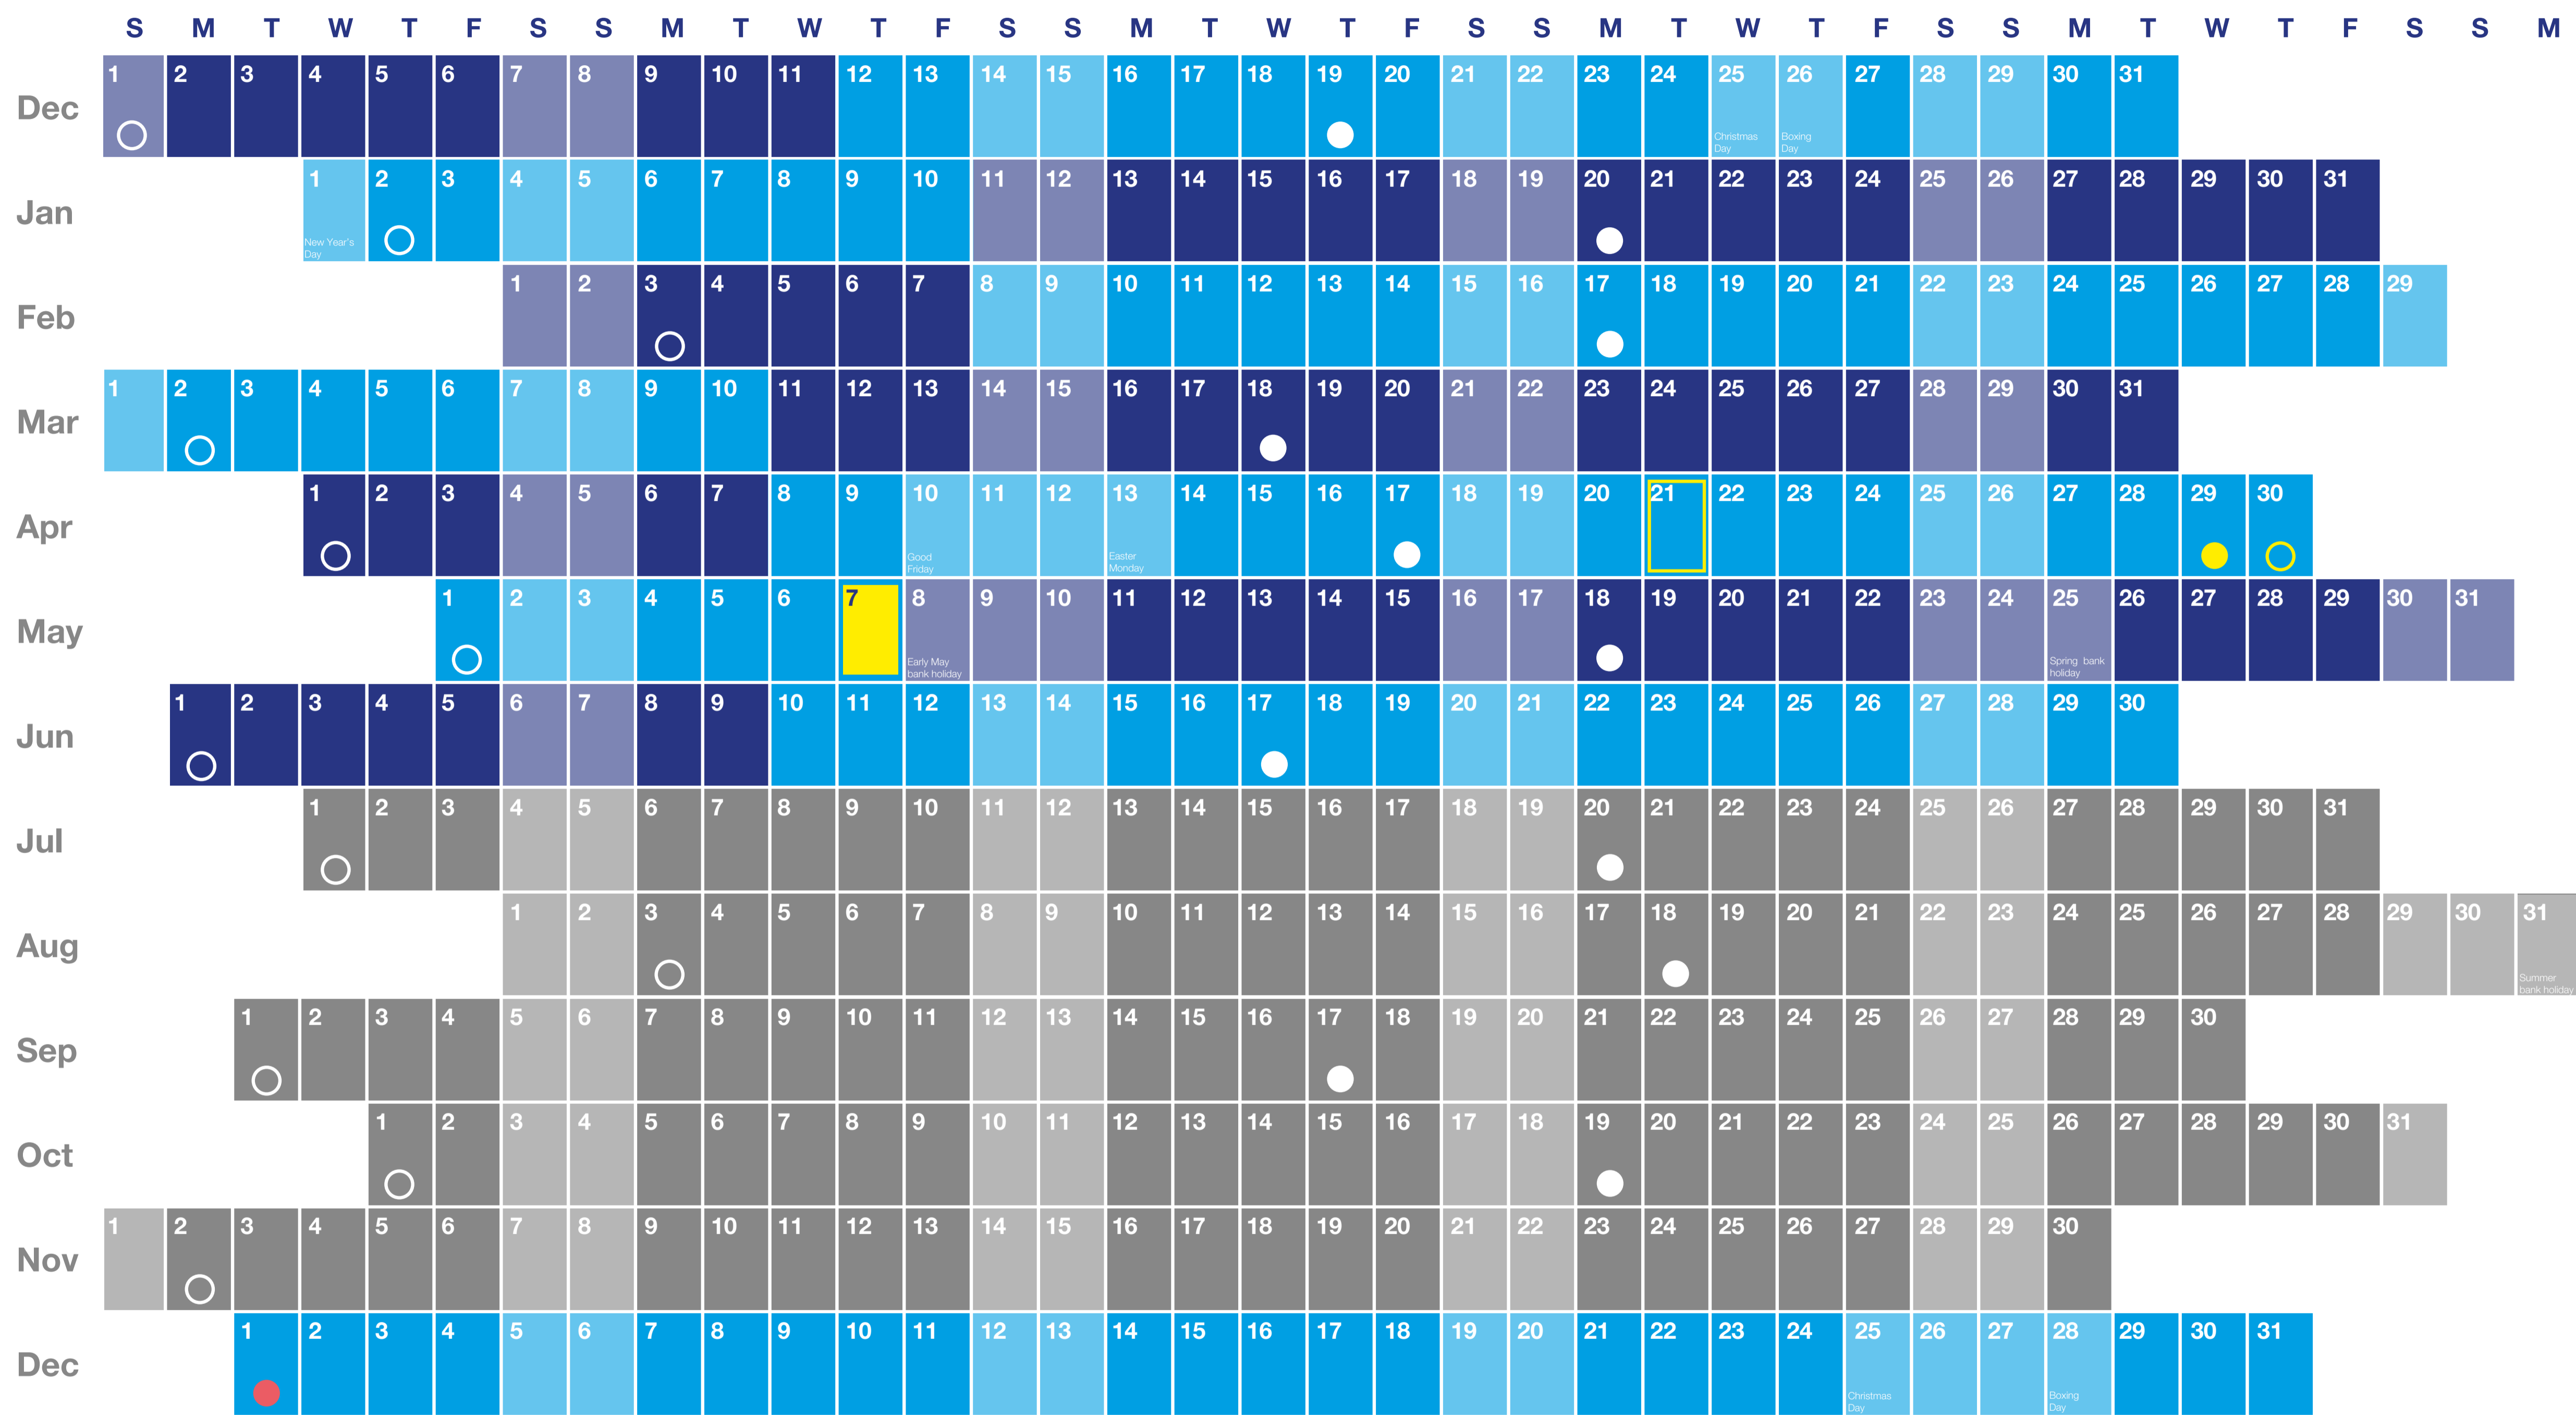 S M T W T F S S M T W T F S S M T W T F S S M T W T F S S M T W T F S S M
Dec 1 2 3 4 5 6 7 8 9 10 11 12 13 14 15 16 17 18 19 20 21 22 23 24 25 26 27 28 29 30 31
Christmas Boxing
Day Day
Jan 1 2 3 4 5 6 7 8 9 10 11 12 13 14 15 16 17 18 19 20 21 22 23 24 25 26 27 28 29 30 31
New Year's
Day
Feb 1 2 3 4 5 6 7 8 9 10 11 12 13 14 15 16 17 18 19 20 21 22 23 24 25 26 27 28 29
Mar 1 2 3 4 5 6 7 8 9 10 11 12 13 14 15 16 17 18 19 20 21 22 23 24 25 26 27 28 29 30 31
Apr 1 2 3 4 5 6 7 8 9 10 11 12 13 14 15 16 17 18 19 20 21 22 23 24 25 26 27 28 29 30
Good Easter
Friday Monday
May 1 2 3 4 5 6 7 8 9 10 11 12 13 14 15 16 17 18 19 20 21 22 23 24 25 26 27 28 29 30 31
Early May Spring bank
bank holiday holiday
Jun 1 2 3 4 5 6 7 8 9 10 11 12 13 14 15 16 17 18 19 20 21 22 23 24 25 26 27 28 29 30
Jul 1 2 3 4 5 6 7 8 9 10 11 12 13 14 15 16 17 18 19 20 21 22 23 24 25 26 27 28 29 30 31
Aug 1 2 3 4 5 6 7 8 9 10 11 12 13 14 15 16 17 18 19 20 21 22 23 24 25 26 27 28 29 30 31
Summer
bank holiday
Sep 1 2 3 4 5 6 7 8 9 10 11 12 13 14 15 16 17 18 19 20 21 22 23 24 25 26 27 28 29 30
Oct 1 2 3 4 5 6 7 8 9 10 11 12 13 14 15 16 17 18 19 20 21 22 23 24 25 26 27 28 29 30 31
Nov 1 2 3 4 5 6 7 8 9 10 11 12 13 14 15 16 17 18 19 20 21 22 23 24 25 26 27 28 29 30
Dec 1 2 3 4 5 6 7 8 9 10 11 12 13 14 15 16 17 18 19 20 21 22 23 24 25 26 27 28 29 30 31
Christmas Boxing
Day Day